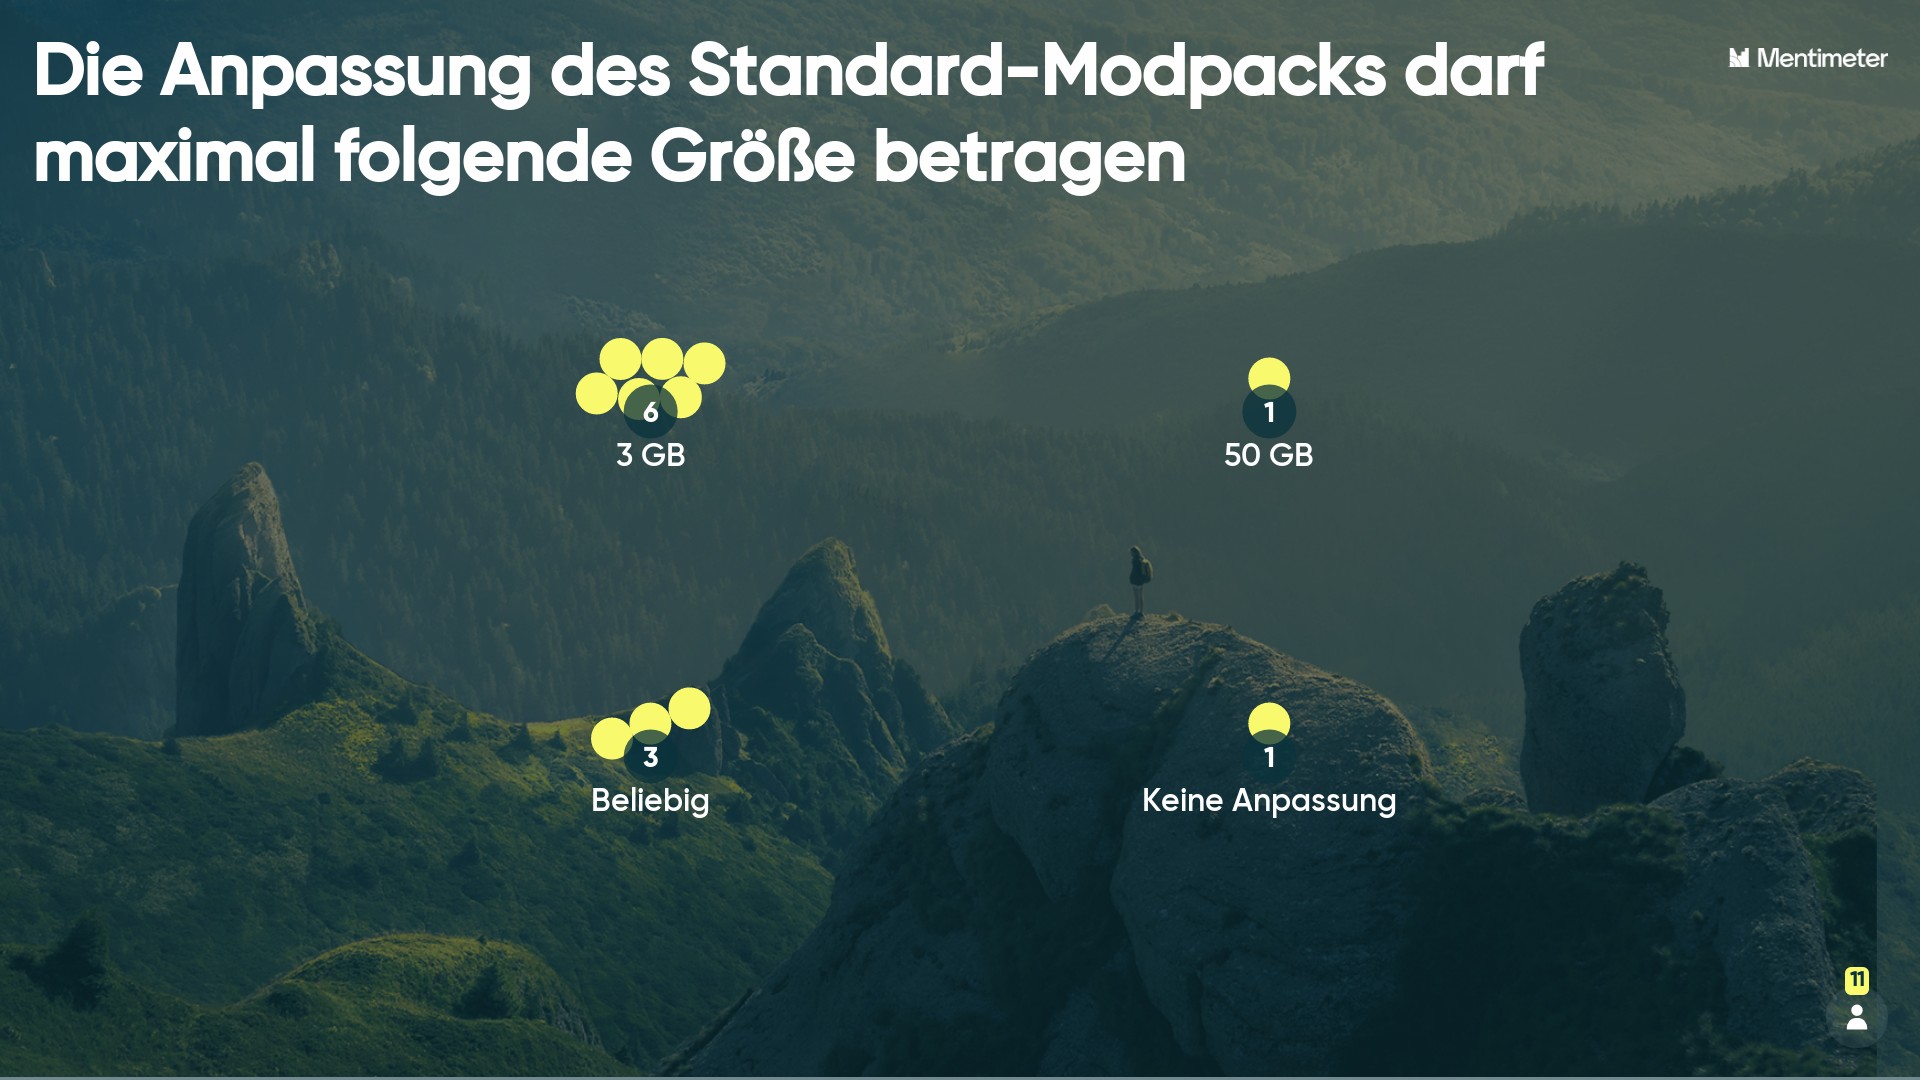 Die Anpassung des Standard-Modpacks darf
maximal folgende Größe betragen
Mentimeter
6
3 GB
1
50 GB
3
Beliebig
1
Keine Anpassung
11